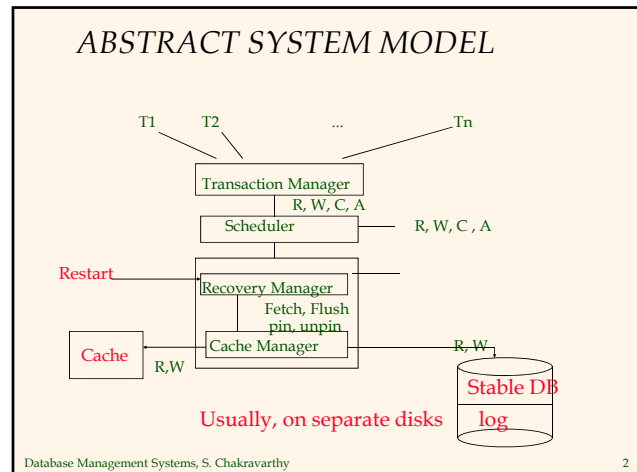 ABSTRACT SYSTEM MODEL
T1 T2 ... Tn
Transaction Manager
R, W, C, A
Scheduler
R, W, C , A
Restart
Recovery Manager
Fetch, Flush
pin, unpin
Cache
Cache Manager
R, W
R,W
Stable DB
Usually, on separate disks
log
Database Management Systems, S. Chakravarthy
2